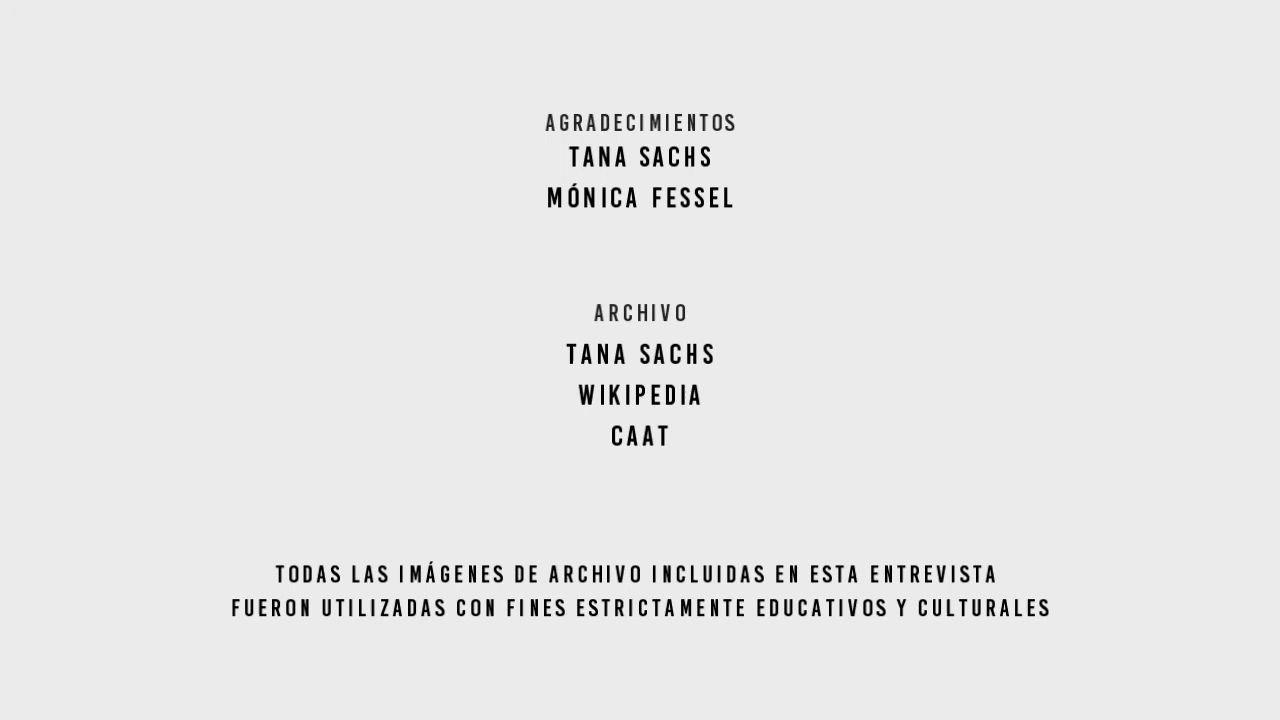 AGRADECIMIENTOS
TANA SACHS
MÓNICA FESSEL
ARCHIVO
TANA SACHS
WIKIPEDIA
CAAT
TODAS LAS IMÁGENES DE ARCHIVO INCLUIDAS EN ESTA ENTREVISTA
FUERON UTILIZADAS CON FINES ESTRICTAMENTE EDUCATIVOS Y CULTURALES